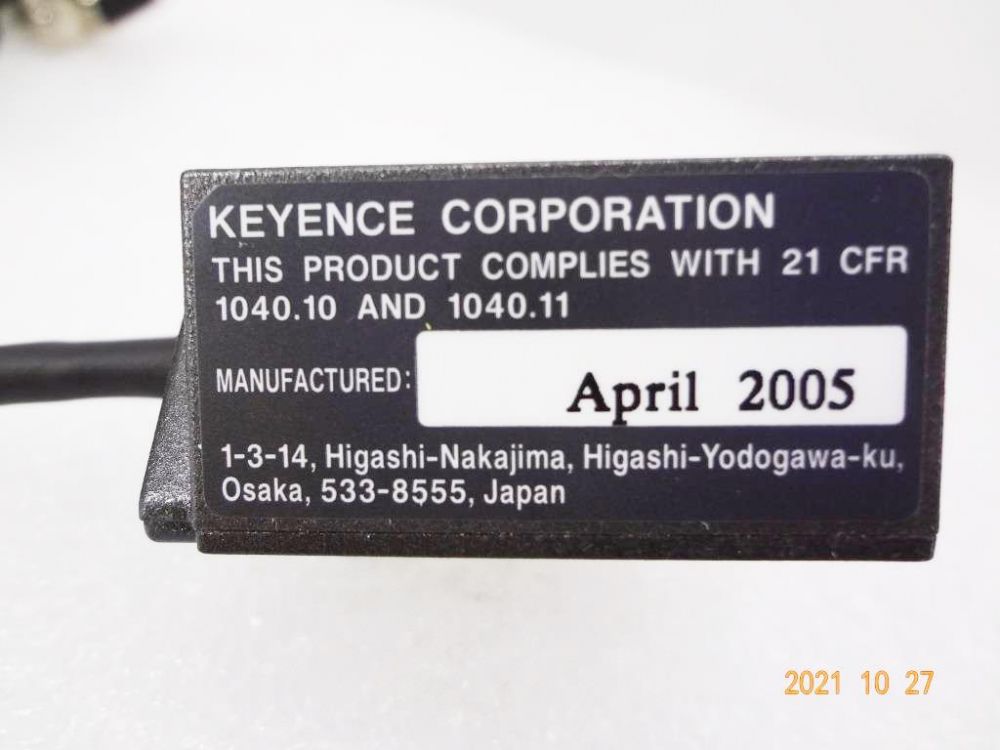 KEYENCE CORPORATION
THIS PRODUCT COMPLIES WITH 21 CFR
1040.10 AND 1040.11
MANUFACTURED: April 2005
1-3-14, Higashi-Nakajima, Higashi-Yodogawa-ku,
Osaka, 533-8555, Japan
2021 10 27